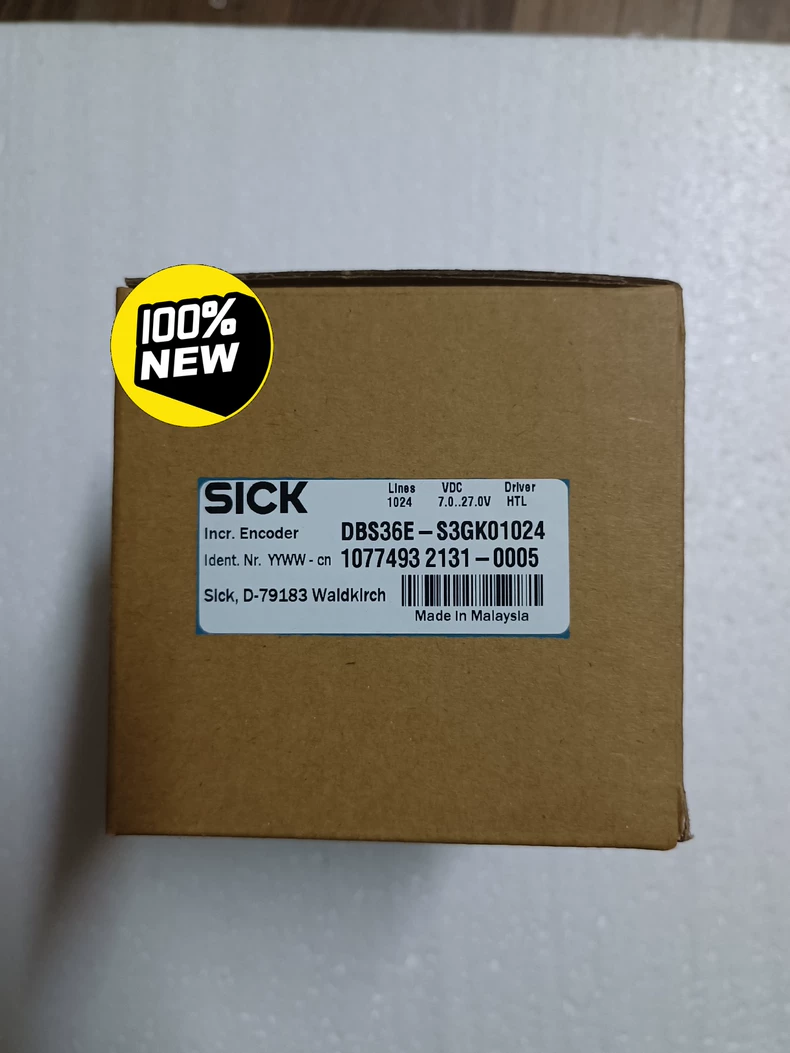 100%
NEW
SICK
Lines VDC Driver
1024 7.0..27.0V HTL
Incr. Encoder DBS36E-S3GK01024
Ident. Nr. YYWW - cn 1077493 2131-0005
Sick, D-79183 Waldkirch
Made in Malaysia